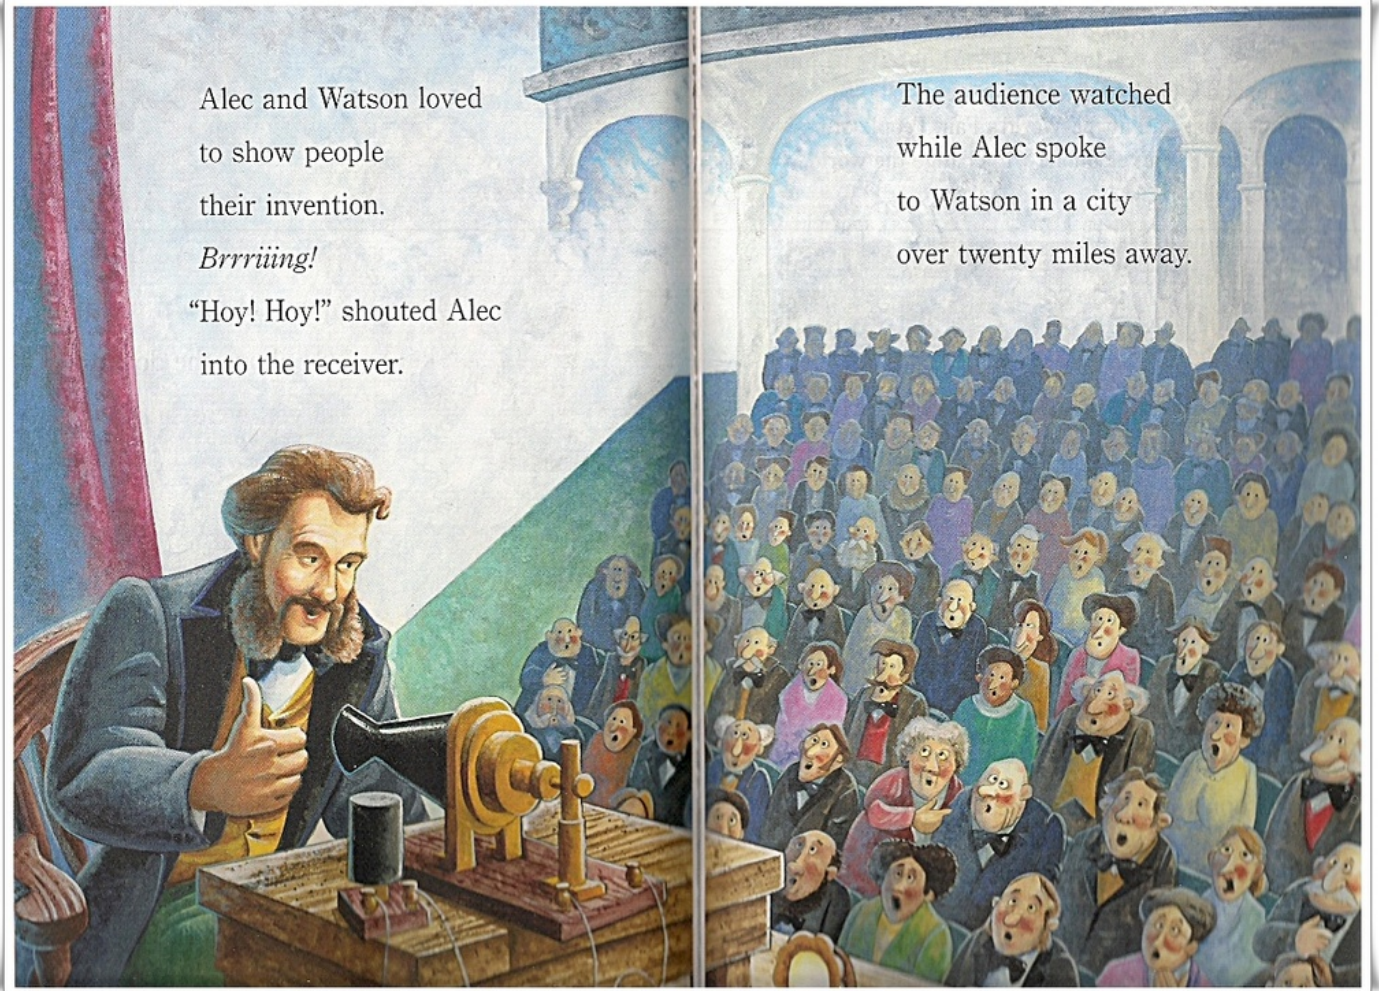 Alec and Watson loved
to show people
their invention.
Brrriiing!
“Hoy! Hoy!” shouted Alec
into the receiver.
The audience watched
while Alec spoke
to Watson in a city
over twenty miles away.